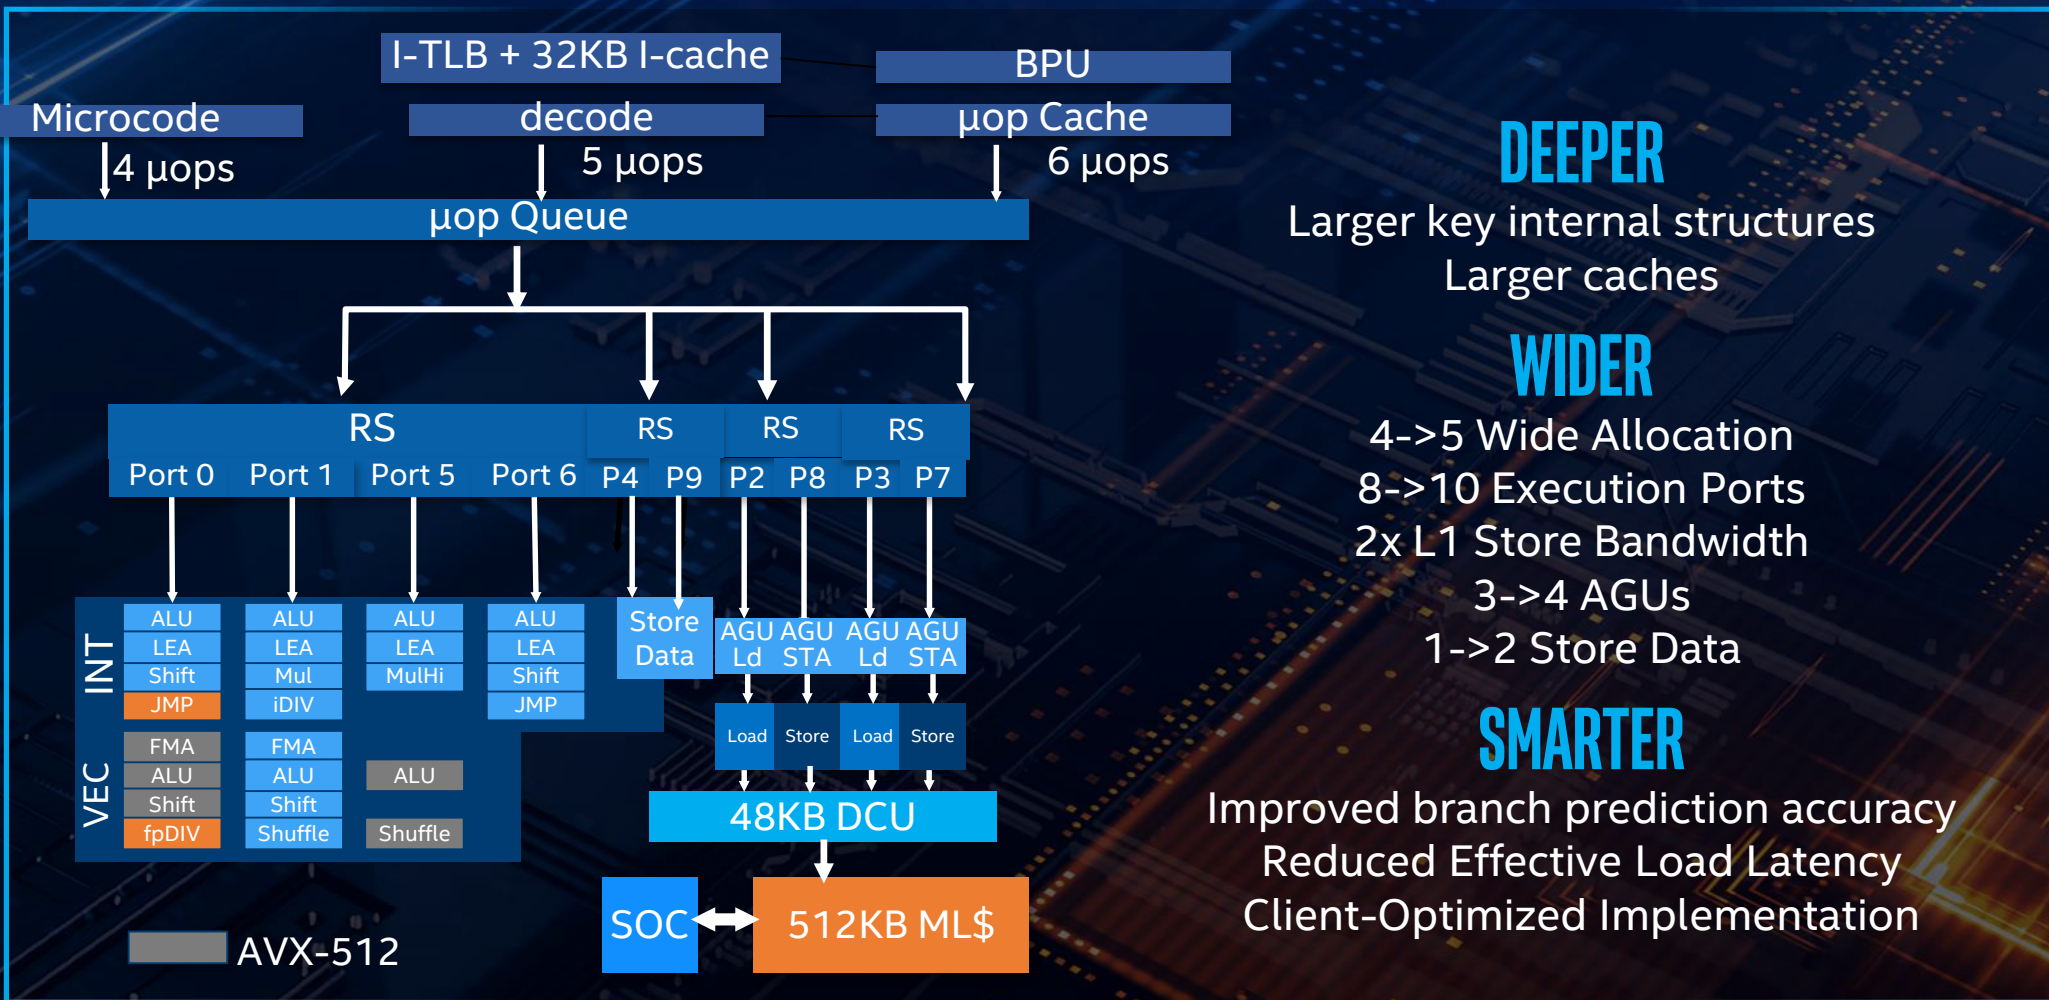 I-TLB + 32KB I-cache
BPU
Microcode
decode
µop Cache
4 µops
5 µops
6 µops
µop Queue
RS
RS
RS
RS
Port 0
Port 1
Port 5
Port 6
P4
P9
P2
P8
P3
P7
INT
ALU
LEA
Shift
JMP
ALU
LEA
Mul
iDIV
ALU
LEA
MulHi
ALU
LEA
Shift
JMP
Store
Data
AGU
Ld
AGU
STA
AGU
Ld
AGU
STA
VEC
FMA
ALU
Shift
fpDIV
FMA
ALU
Shift
Shuffle
ALU
Shuffle
Load
Store
Load
Store
48KB DCU
SOC
512KB ML$
AVX-512
DEEPER
Larger key internal structures
Larger caches
WIDER
4->5 Wide Allocation
8->10 Execution Ports
2x L1 Store Bandwidth
3->4 AGUs
1->2 Store Data
SMARTER
Improved branch prediction accuracy
Reduced Effective Load Latency
Client-Optimized Implementation